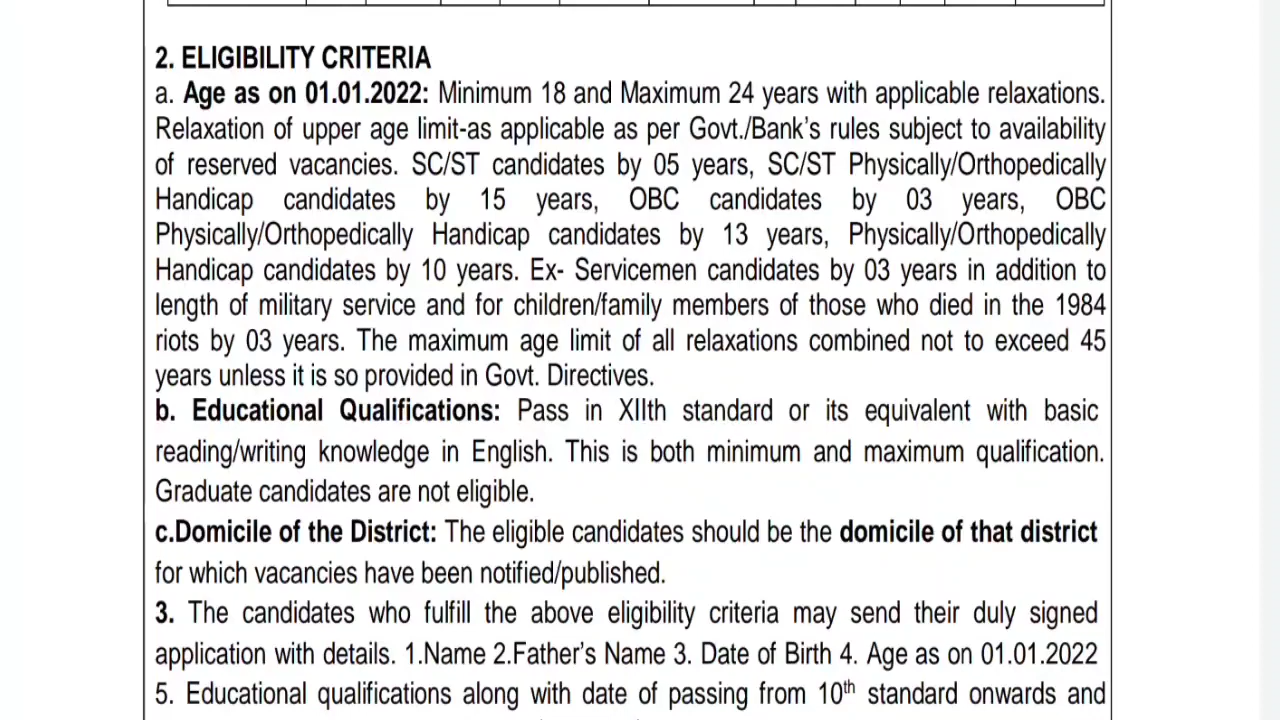 2. ELIGIBILITY CRITERIA
a. Age as on 01.01.2022: Minimum 18 and Maximum 24 years with applicable relaxations.
Relaxation of upper age limit-as applicable as per Govt./Bank's rules subject to availability
of reserved vacancies. SC/ST candidates by 05 years, SC/ST Physically/Orthopedically
Handicap candidates by 15 years, OBC candidates by 03 years, OBC
Physically/Orthopedically Handicap candidates by 13 years, Physically/Orthopedically
Handicap candidates by 10 years. Ex- Servicemen candidates by 03 years in addition to
length of military service and for children/family members of those who died in the 1984
riots by 03 years. The maximum age limit of all relaxations combined not to exceed 45
years unless it is so provided in Govt. Directives.
b. Educational Qualifications: Pass in XIIth standard or its equivalent with basic
reading/writing knowledge in English. This is both minimum and maximum qualification.
Graduate candidates are not eligible.
c.Domicile of the District: The eligible candidates should be the domicile of that district
for which vacancies have been notified/published.
3. The candidates who fulfill the above eligibility criteria may send their duly signed
application with details. 1.Name 2.Father's Name 3. Date of Birth 4. Age as on 01.01.2022
5. Educational qualifications along with date of passing from 10th standard onwards and